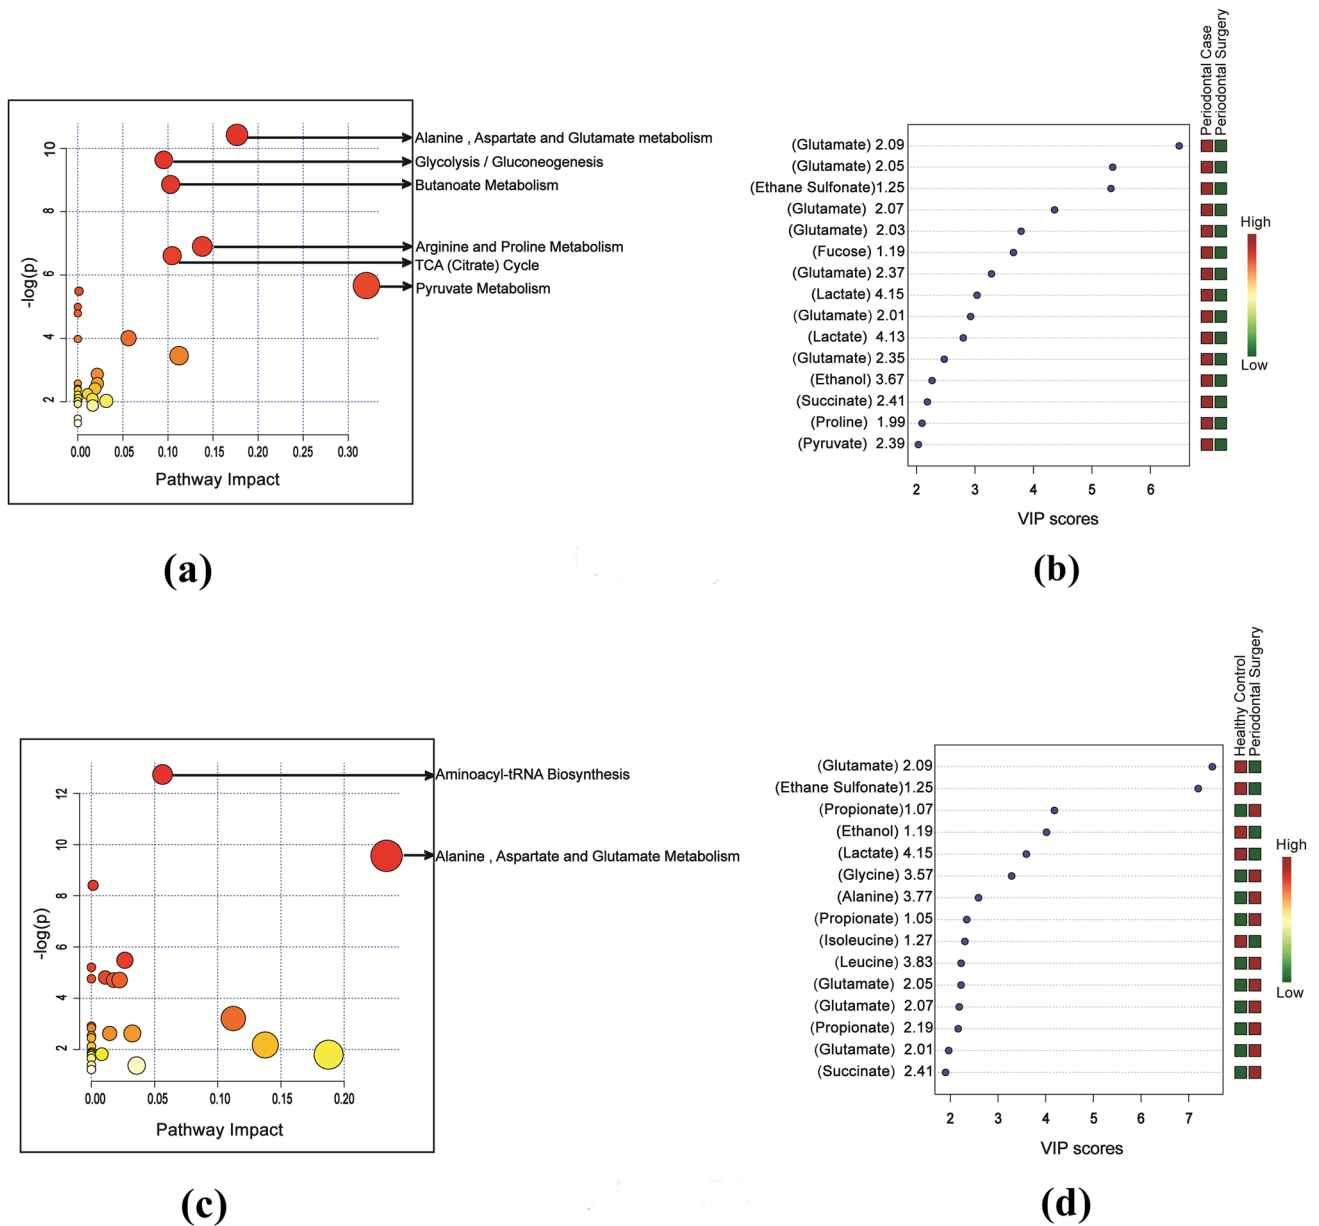 Alanine , Aspartate and Glutamate metabolism
Glycolysis / Gluconeogenesis
Butanoate Metabolism
Arginine and Proline Metabolism
TCA (Citrate) Cycle
Pyruvate Metabolism
-log(p)
10
8
6
4
2
0.00 0.05 0.10 0.15 0.20 0.25 0.30
Pathway Impact
(a)
Periodontal Case
Periodontal Surgery
(Glutamate) 2.09
(Glutamate) 2.05
(Ethane Sulfonate)1.25
(Glutamate) 2.07
(Glutamate) 2.03
(Fucose) 1.19
(Glutamate) 2.37
(Lactate) 4.15
(Glutamate) 2.01
(Lactate) 4.13
(Glutamate) 2.35
(Ethanol) 3.67
(Succinate) 2.41
(Proline) 1.99
(Pyruvate) 2.39
2 3 4 5 6
VIP scores
High
Low
(b)
Aminoacyl-tRNA Biosynthesis
Alanine , Aspartate and Glutamate Metabolism
-log(p)
12
10
8
6
4
2
0.00 0.05 0.10 0.15 0.20
Pathway Impact
(c)
Healthy Control
Periodontal Surgery
(Glutamate) 2.09
(Ethane Sulfonate)1.25
(Propionate)1.07
(Ethanol) 1.19
(Lactate) 4.15
(Glycine) 3.57
(Alanine) 3.77
(Propionate) 1.05
(Isoleucine) 1.27
(Leucine) 3.83
(Glutamate) 2.05
(Glutamate) 2.07
(Propionate) 2.19
(Glutamate) 2.01
(Succinate) 2.41
2 3 4 5 6 7
VIP scores
High
Low
(d)